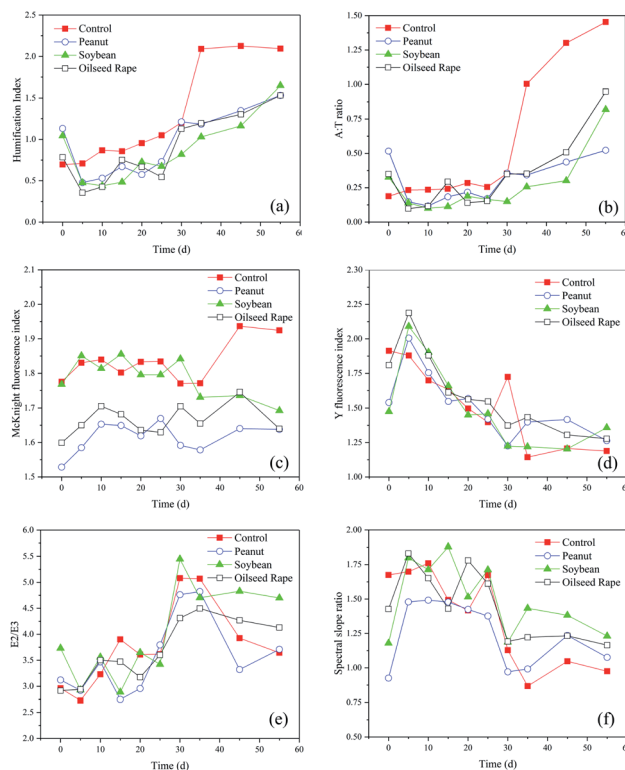 2.5
2.0
1.5
1.0
0.5
0.0
Humification Index
Control
Peanut
Soybean
Oilseed Rape
(a)
0 10 20 30 40 50 60
Time (d)
1.50
1.25
1.00
0.75
0.50
0.25
0.00
A:T ratio
Control
Peanut
Soybean
Oilseed Rape
(b)
0 10 20 30 40 50 60
Time (d)
2.1
2.0
1.9
1.8
1.7
1.6
1.5
McKnight fluorescence index
Control
Peanut
Soybean
Oilseed Rape
(c)
0 10 20 30 40 50 60
Time (d)
2.50
2.25
2.00
1.75
1.50
1.25
1.00
Y fluorescence index
Control
Peanut
Soybean
Oilseed Rape
(d)
0 10 20 30 40 50 60
Time (d)
6.0
5.5
5.0
4.5
4.0
3.5
3.0
2.5
2.0
E2/E3
Control
Peanut
Soybean
Oilseed Rape
(e)
0 10 20 30 40 50 60
Time (d)
2.00
1.75
1.50
1.25
1.00
0.75
0.50
Spectral slope ratio
Control
Peanut
Soybean
Oilseed Rape
(f)
0 10 20 30 40 50 60
Time (d)